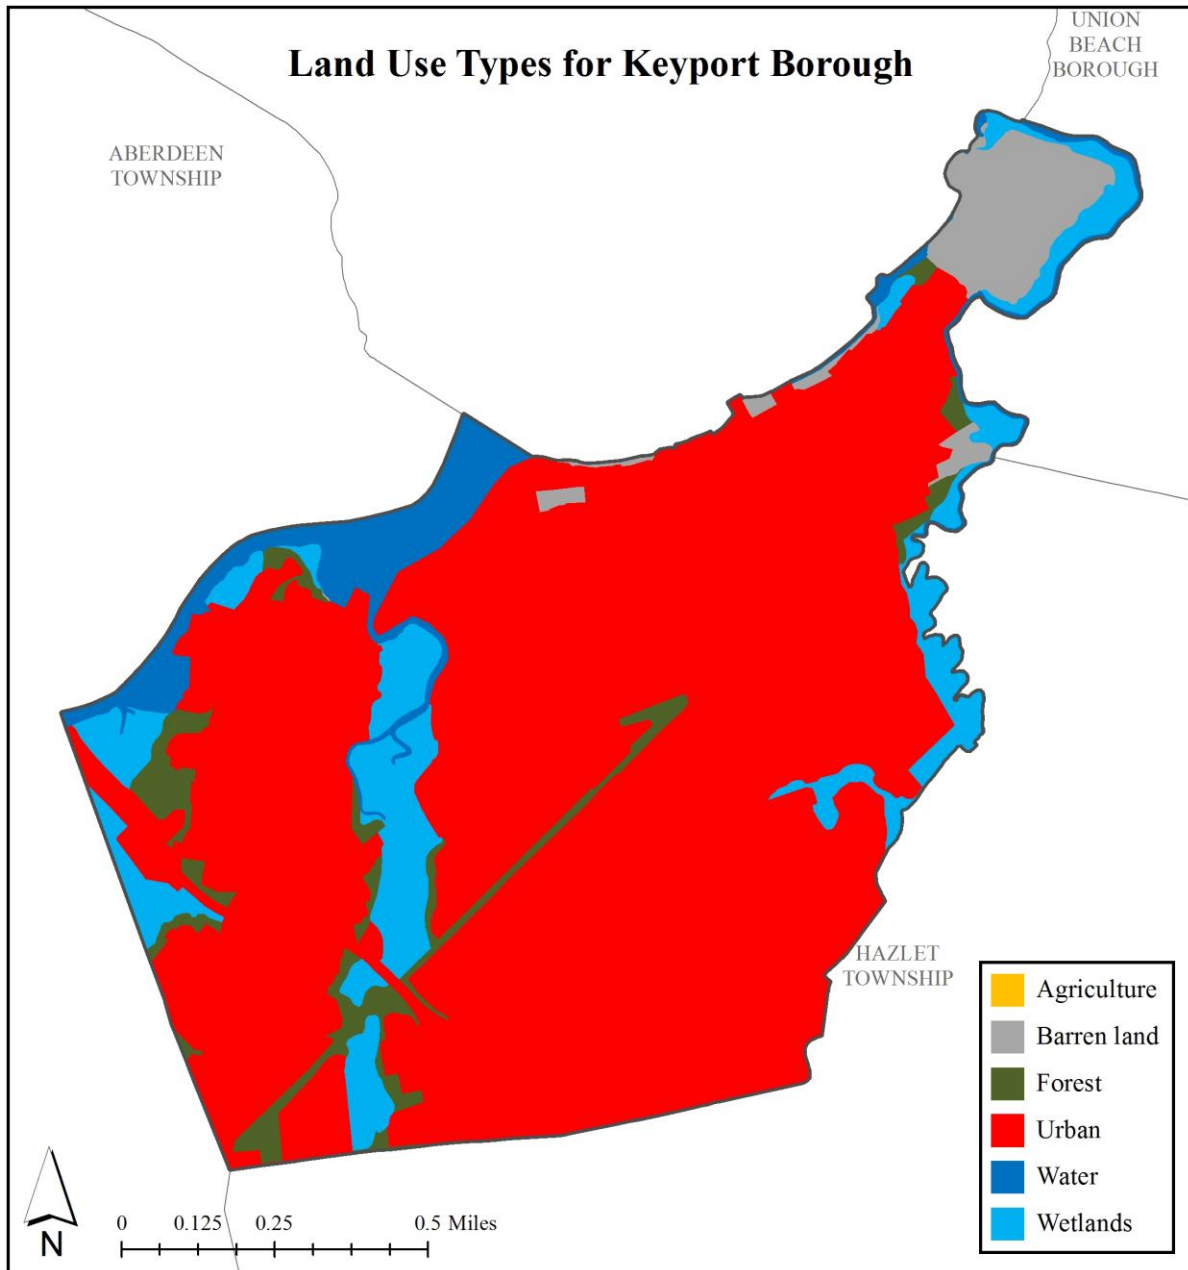 UNION
BEACH
BOROUGH
Land Use Types for Keyport Borough
ABERDEEN
TOWNSHIP
HAZLET
TOWNSHIP
Agriculture
Barren land
Forest
Urban
Water
Wetlands
N
0 0.125 0.25 0.5 Miles